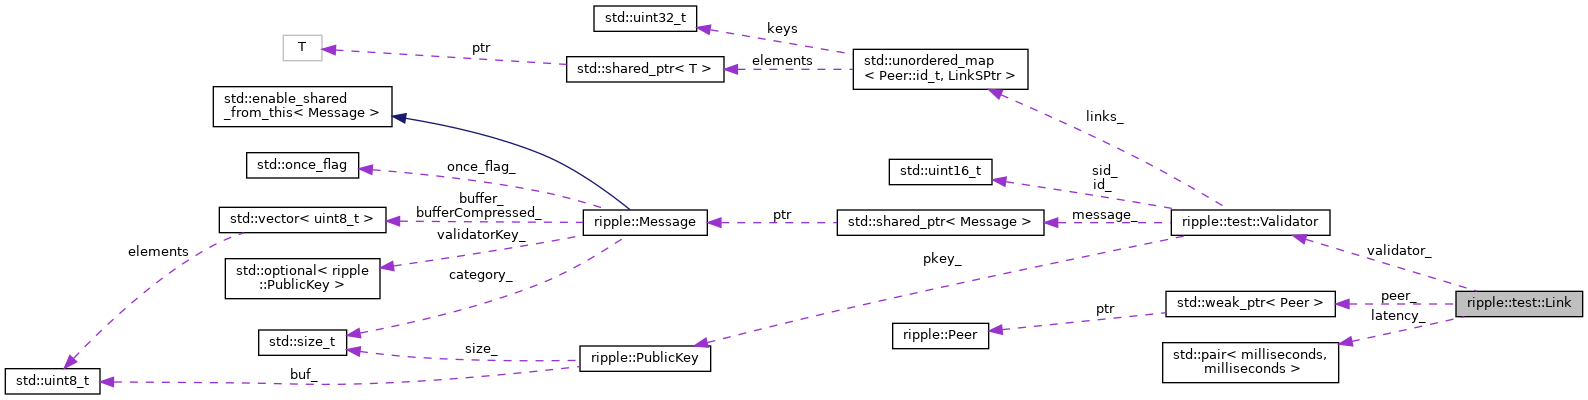 std::uint32_t
keys
T
ptr
std::shared_ptr< T >
elements
std::unordered_map
< Peer::id_t, LinkSPtr >
std::enable_shared
_from_this< Message >
links_
std::once_flag
once_flag_
std::uint16_t
sid_
id_
buffer_
bufferCompressed_
std::vector< uint8_t >
ripple::Message
ptr
std::shared_ptr< Message >
message_
ripple::test::Validator
validatorKey_
elements
validator_
pkey_
std::optional< ripple
::PublicKey >
category_
peer_
std::weak_ptr< Peer >
ripple::test::Link
ptr
latency_
ripple::Peer
std::size_t
size_
ripple::PublicKey
std::pair< milliseconds,
milliseconds >
buf_
std::uint8_t